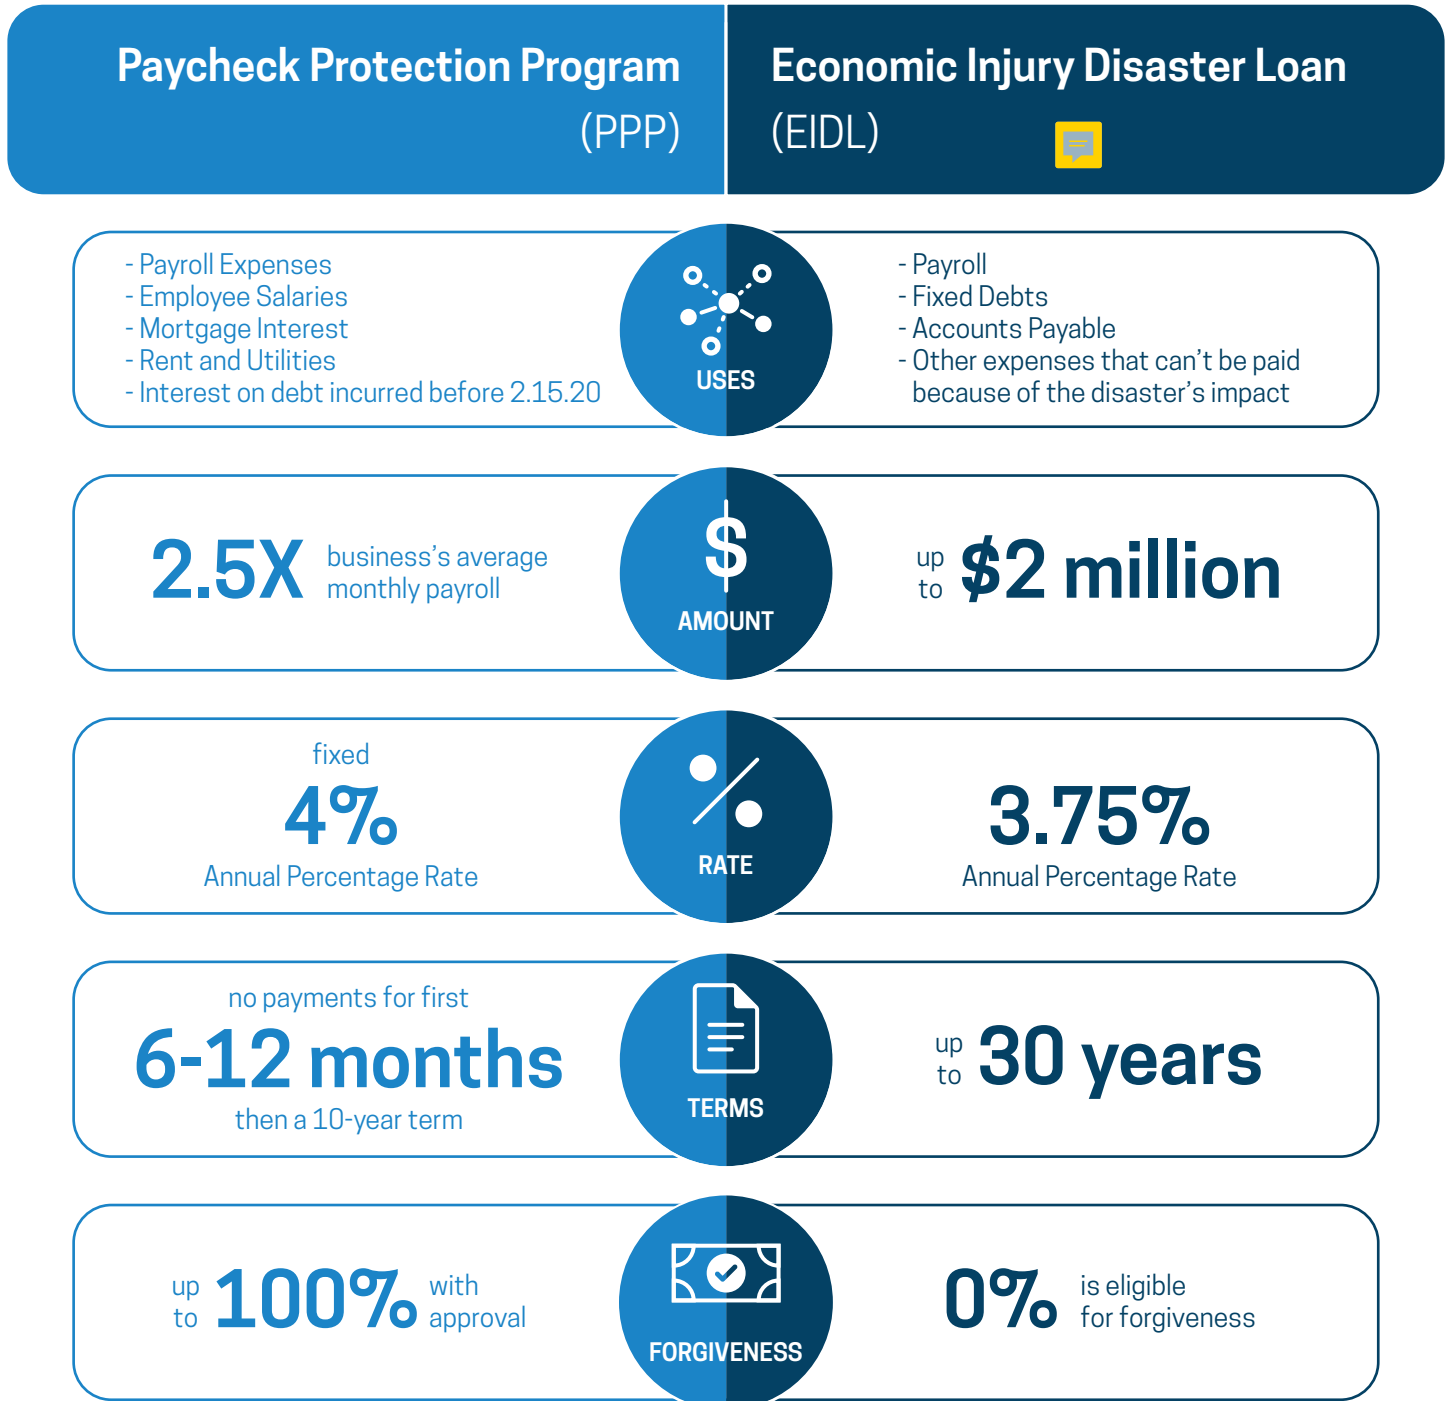 Paycheck Protection Program
(PPP)
Economic Injury Disaster Loan
(EIDL)
- Payroll Expenses
- Employee Salaries
- Mortgage Interest
- Rent and Utilities
- Interest on debt incurred before 2.15.20
USES
- Payroll
- Fixed Debts
- Accounts Payable
- Other expenses that can’t be paid
because of the disaster’s impact
2.5X business’s average
monthly payroll
$
AMOUNT
up
to $2 million
fixed
4%
Annual Percentage Rate
%
RATE
3.75%
Annual Percentage Rate
no payments for first
6-12 months
then a 10-year term
TERMS
up
to 30 years
up
to 100% with
approval
FORGIVENESS
0% is eligible
for forgiveness